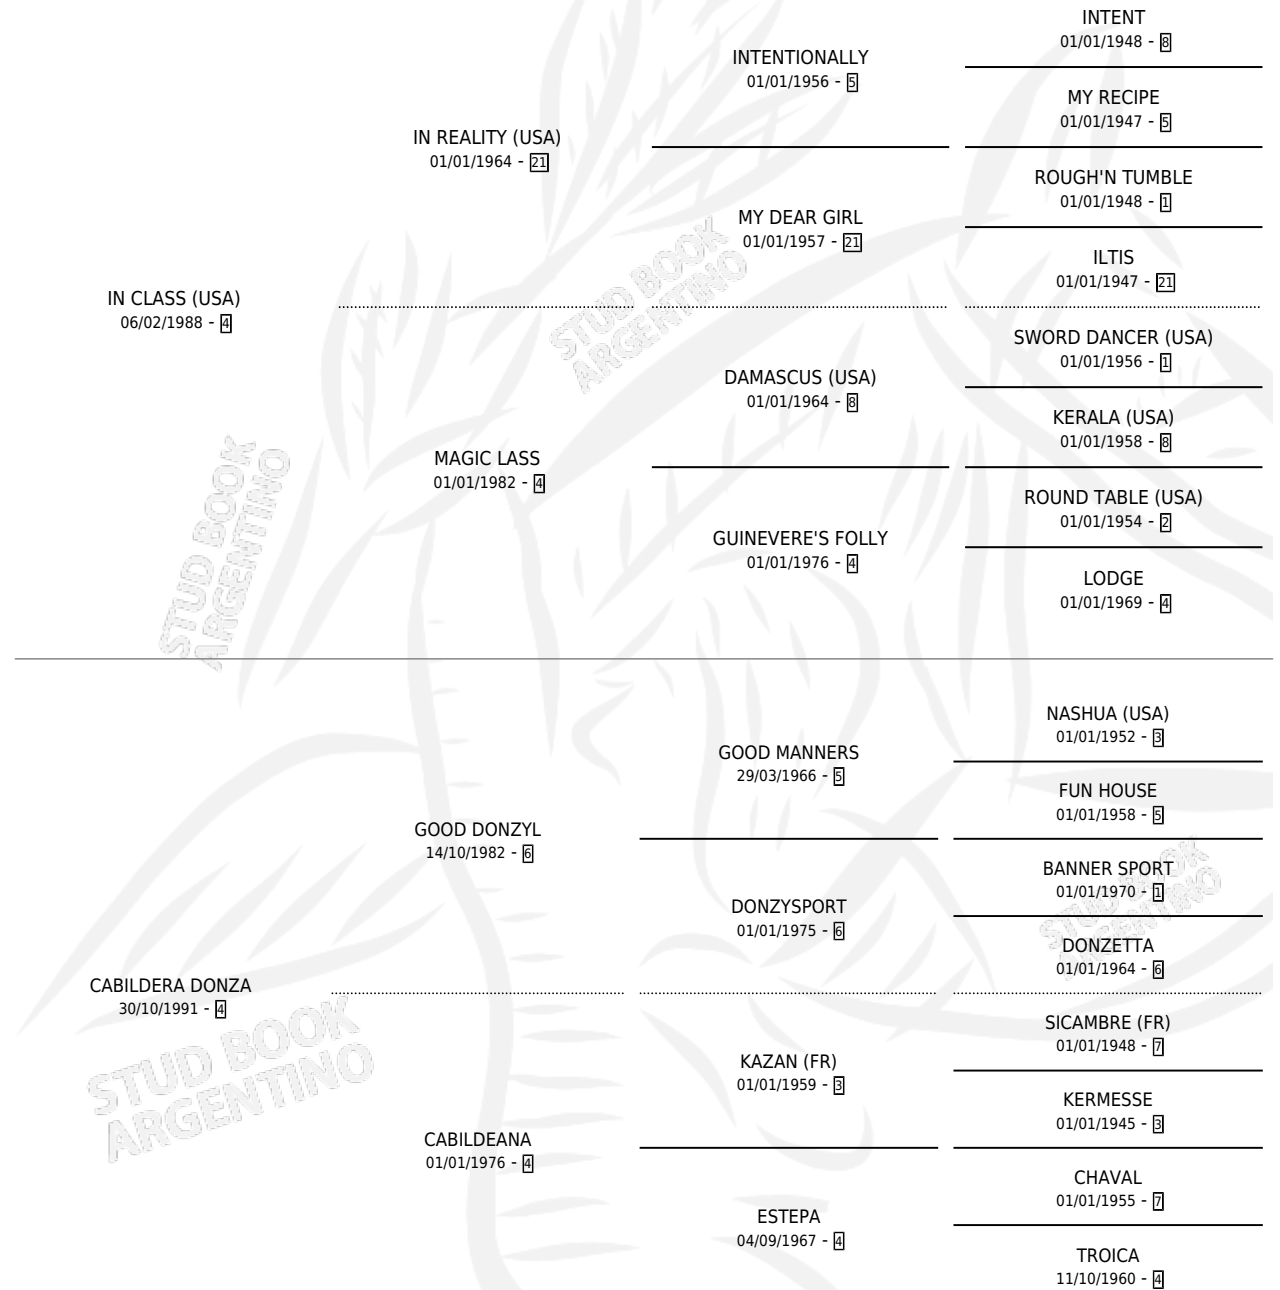 INTENT
01/01/1948 - 8
INTENTIONALLY
01/01/1956 - 5
MY RECIPE
01/01/1947 - 5
IN REALITY (USA)
01/01/1964 - 21
ROUGH'N TUMBLE
01/01/1948 - 1
MY DEAR GIRL
01/01/1957 - 21
ILTIS
01/01/1947 - 21
IN CLASS (USA)
06/02/1988 - 4
STUD BOOK
ARGENTINO
SWORD DANCER (USA)
01/01/1956 - 1
DAMASCUS (USA)
01/01/1964 - 8
KERALA (USA)
01/01/1958 - 8
MAGIC LASS
01/01/1982 - 4
ROUND TABLE (USA)
01/01/1954 - 2
GUINEVERE'S FOLLY
01/01/1976 - 4
LODGE
01/01/1969 - 4
STUD BOOK
ARGENTINO
NASHUA (USA)
01/01/1952 - 3
GOOD MANNERS
29/03/1966 - 5
FUN HOUSE
01/01/1958 - 5
GOOD DONZYL
14/10/1982 - 6
BANNER SPORT
01/01/1970 - 1
DONZYSPORT
01/01/1975 - 6
STUD BOOK
ARGENTINO
DONZETTA
01/01/1964 - 6
CABILDERA DONZA
30/10/1991 - 4
SICAMBRE (FR)
01/01/1948 - 7
KAZAN (FR)
01/01/1959 - 3
STUD BOOK
ARGENTINO
KERMESSE
01/01/1945 - 3
CABILDEANA
01/01/1976 - 4
CHAVAL
01/01/1955 - 7
ESTEPA
04/09/1967 - 4
TROICA
11/10/1960 - 4